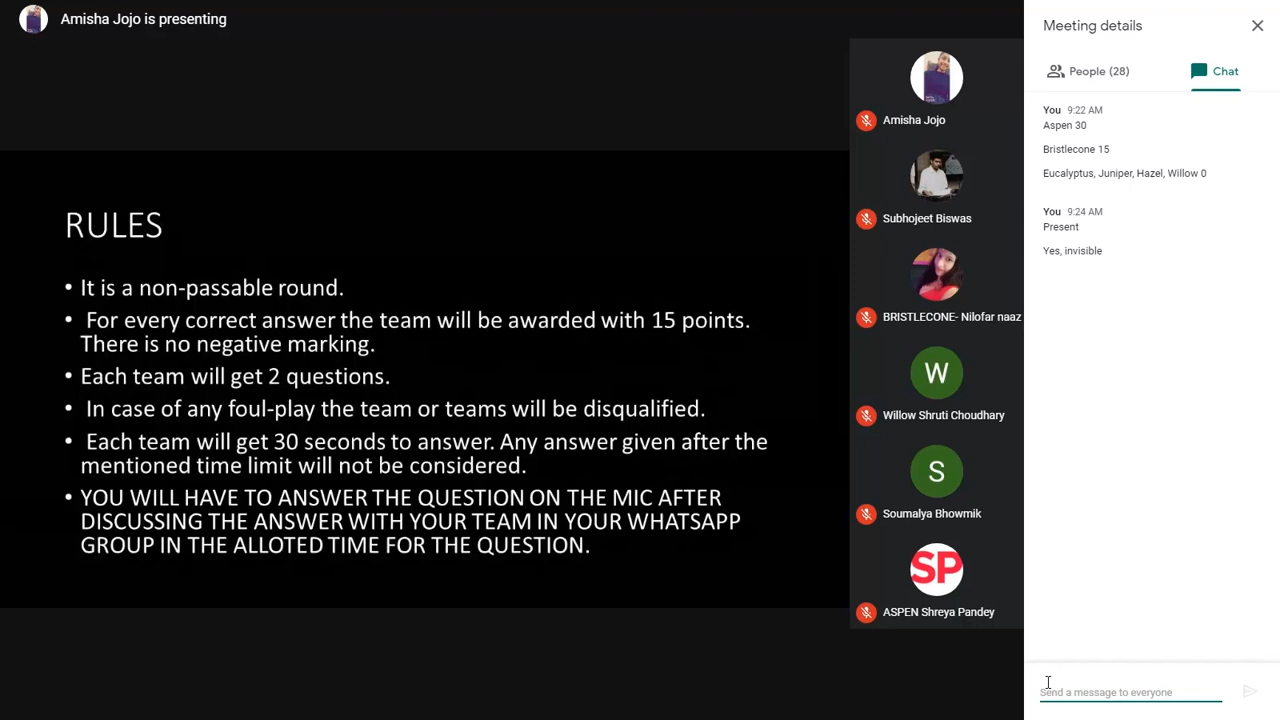 Amisha Jojo is presenting
RULES
• It is a non-passable round.
• For every correct answer the team will be awarded with 15 points.
There is no negative marking.
• Each team will get 2 questions.
• In case of any foul-play the team or teams will be disqualified.
• Each team will get 30 seconds to answer. Any answer given after the
mentioned time limit will not be considered.
• YOU WILL HAVE TO ANSWER THE QUESTION ON THE MIC AFTER
DISCUSSING THE ANSWER WITH YOUR TEAM IN YOUR WHATSAPP
GROUP IN THE ALLOTED TIME FOR THE QUESTION.
Amisha Jojo
Subhojeet Biswas
BRISTLECONE- Nilofar naaz
W
Willow Shruti Choudhary
S
Soumalya Bhowmik
SP
ASPEN Shreya Pandey
Meeting details
People (28)
Chat
You 9:22 AM
Aspen 30
Bristlecone 15
Eucalyptus, Juniper, Hazel, Willow 0
You 9:24 AM
Present
Yes, invisible
Send a message to everyone